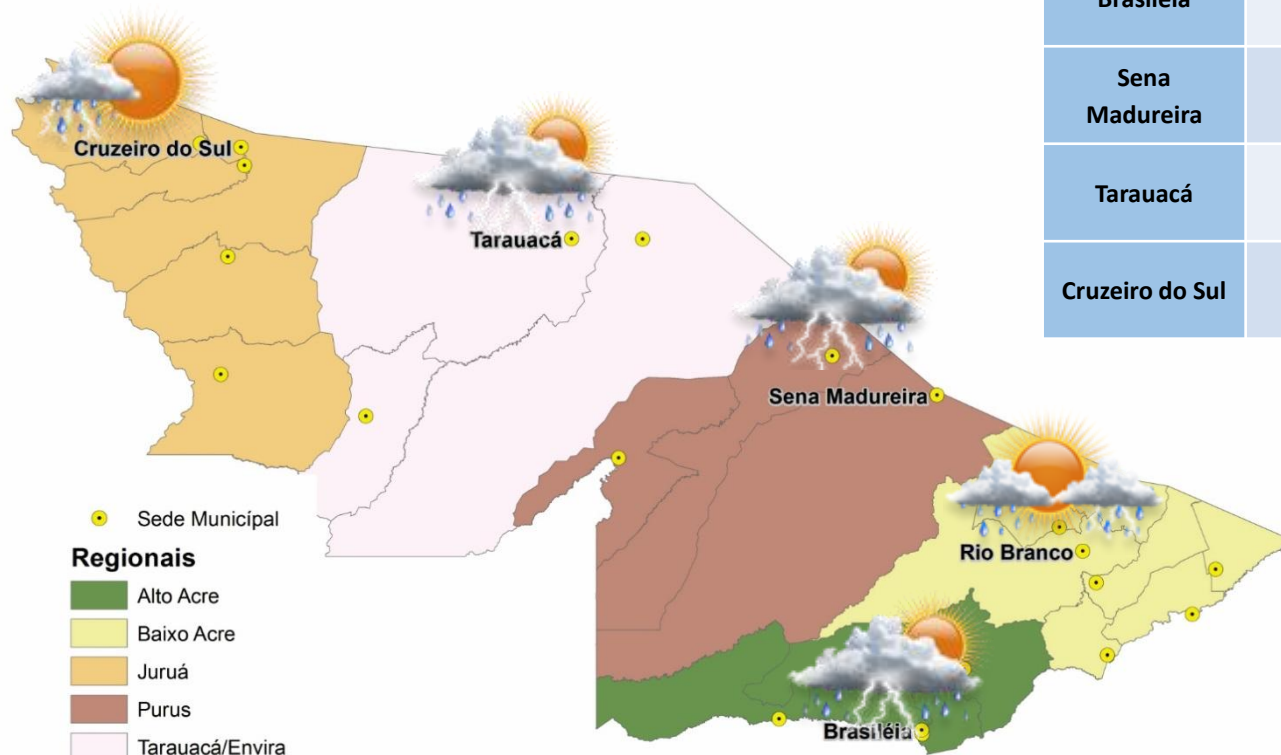 Brasiléia
Sena
Madureira
Tarauacá
Cruzeiro do Sul
Cruzeiro do Sul
Tarauacá
Sena Madureira
Rio Branco
Brasiléia
Sede Municípal
Regionais
Alto Acre
Baixo Acre
Juruá
Purus
Tarauacá/Envira